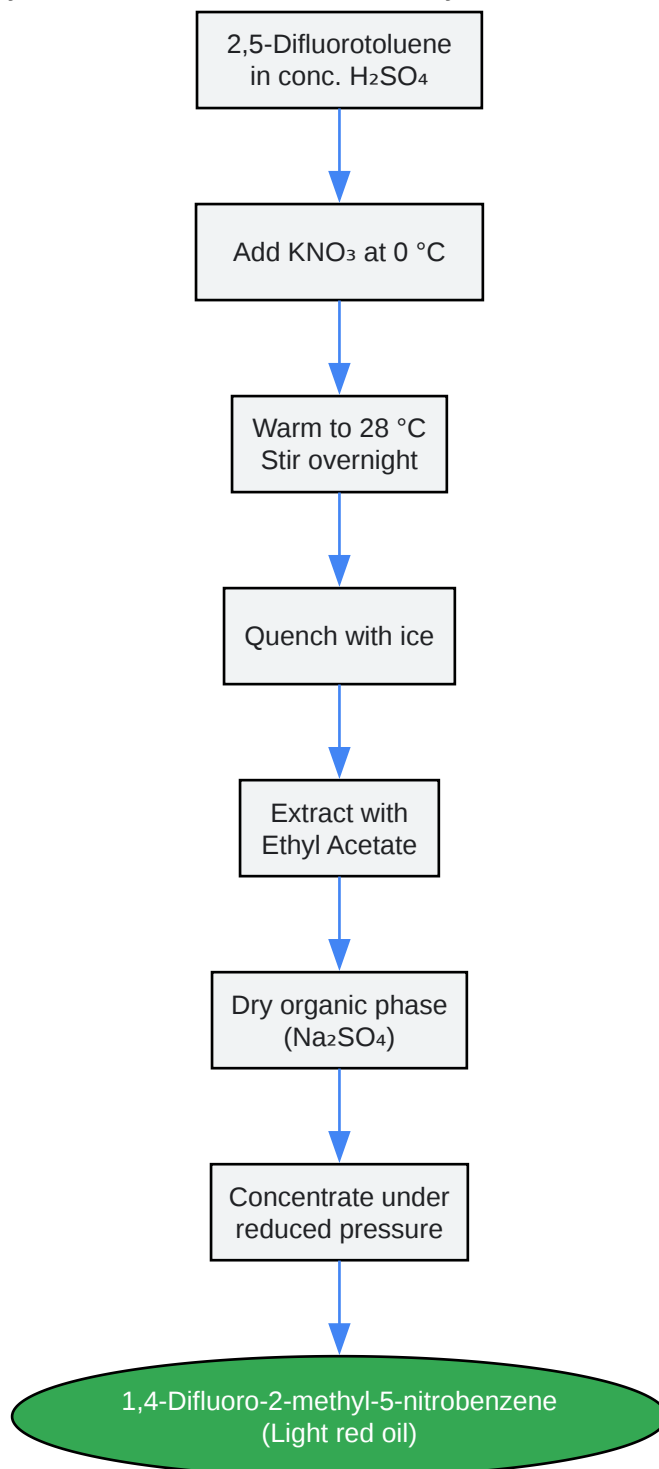 2,5-Difluorotoluene
in conc. H₂SO₄
Add KNO₃ at 0 °C
Warm to 28 °C
Stir overnight
Quench with ice
Extract with
Ethyl Acetate
Dry organic phase
(Na₂SO₄)
Concentrate under
reduced pressure
1,4-Difluoro-2-methyl-5-nitrobenzene
(Light red oil)